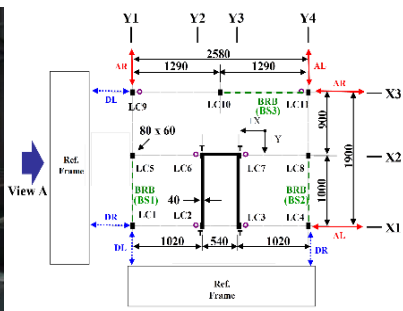 Y1 Y2 Y3 Y4
2580
AR AL
1290 1290
DL AR X3
LC9 LC10 BRB LC11
(BS3)
X
80 x 60 Y 900
View A Ref. Frame X2
LC5 LC6 LC7 LC8 1900
BRB BRB
(BS1) 40 (BS2) 1000
LC1 LC2 LC3 LC4
DR X1
AL
DL 1020 540 1020 DR
Ref.
Frame